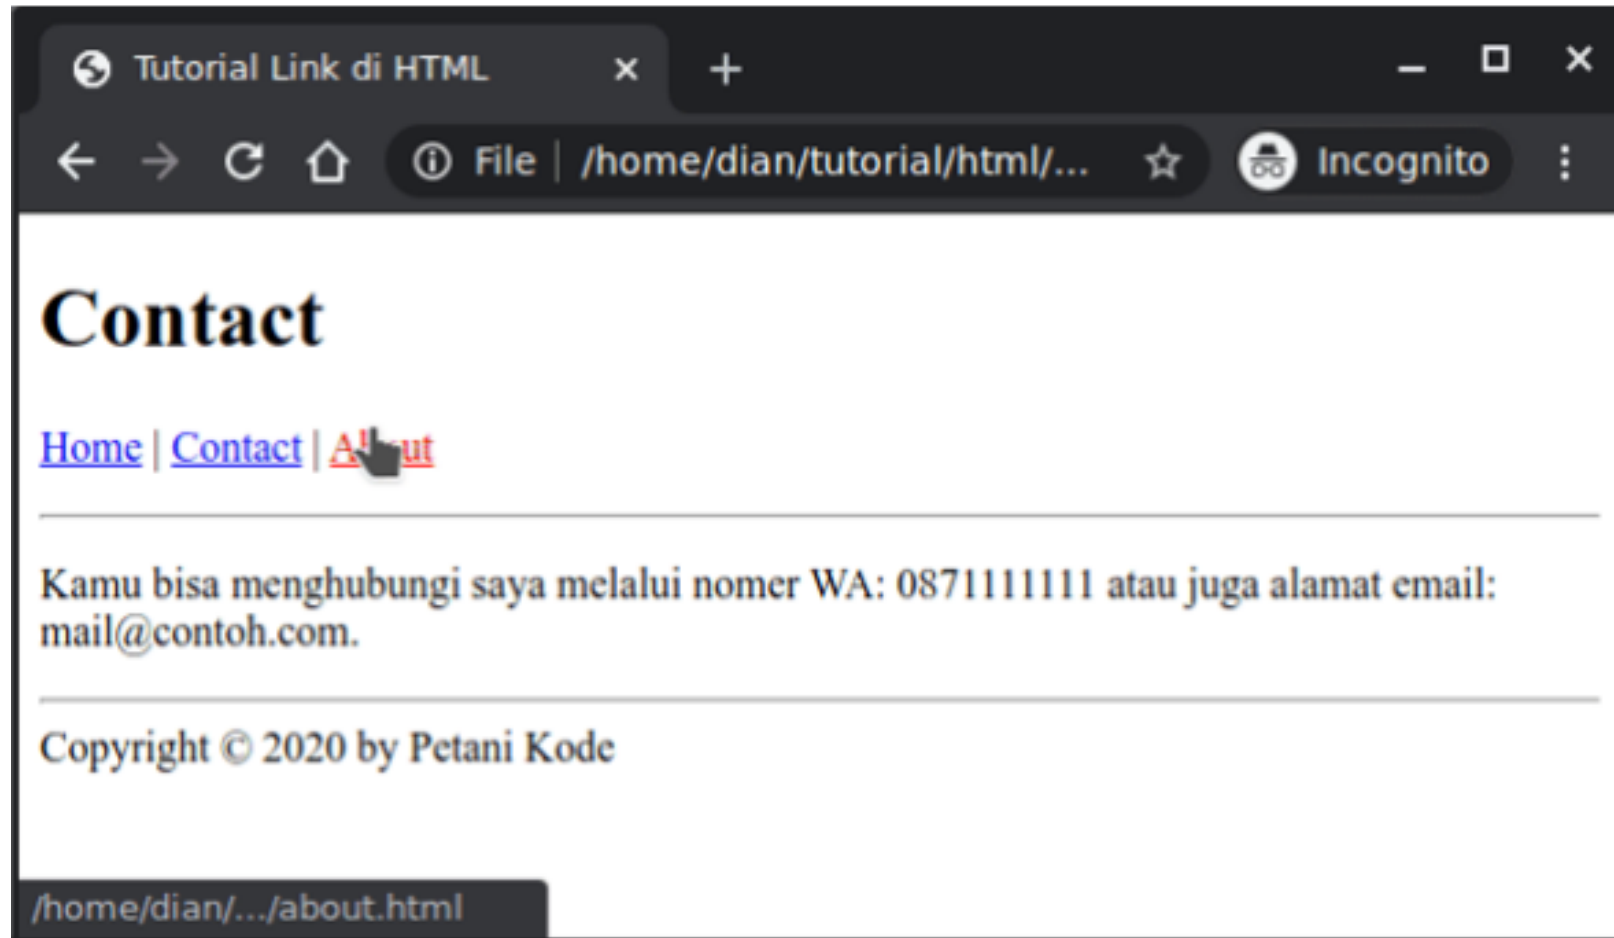 Tutorial Link di HTML
File | /home/dian/tutorial/html/... Incognito
Contact
Home | Contact | About
Kamu bisa menghubungi saya melalui nomer WA: 0871111111 atau juga alamat email:
mail@contoh.com.
Copyright © 2020 by Petani Kode
/home/dian/.../about.html